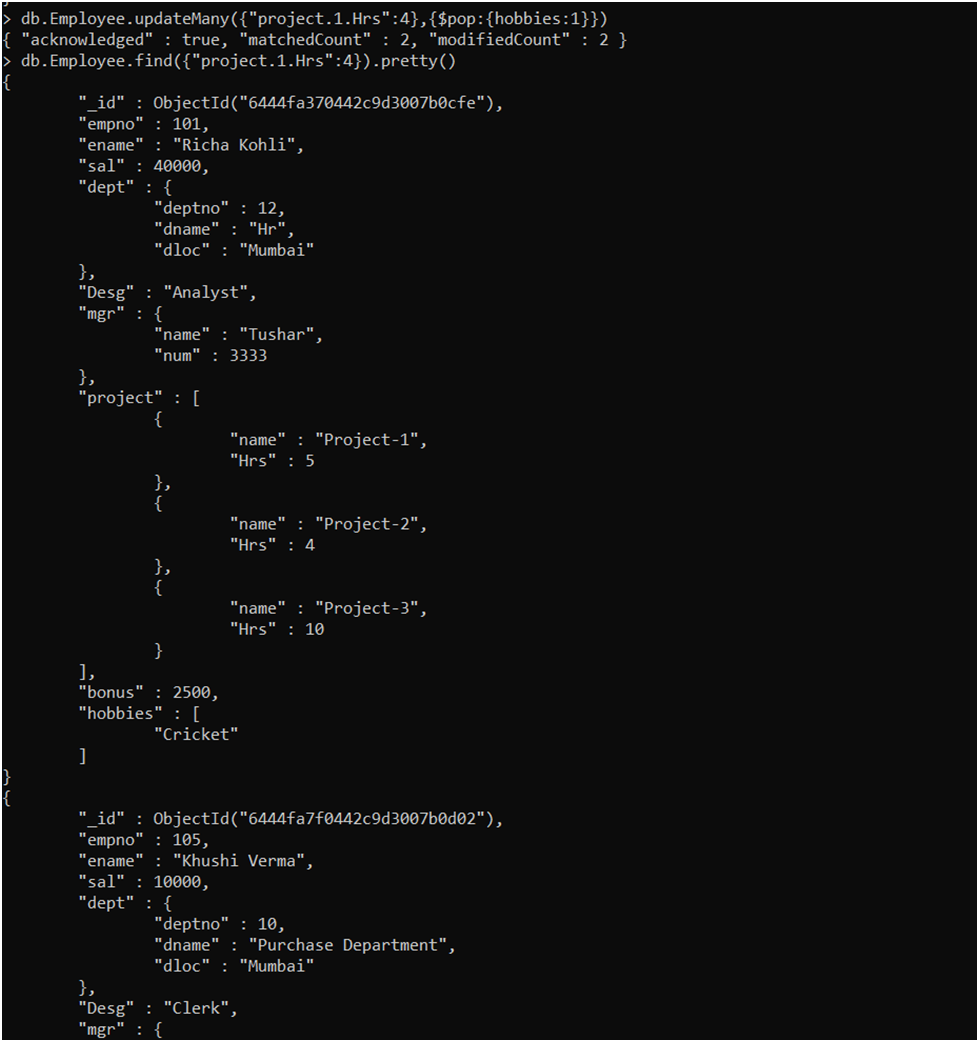 > db.Employee.updateMany({"project.1.Hrs":4},{$pop:{hobbies:1}})
{ "acknowledged" : true, "matchedCount" : 2, "modifiedCount" : 2 }
> db.Employee.find({"project.1.Hrs":4}).pretty()
{
        "_id" : ObjectId("6444fa370442c9d3007b0cfe"),
        "empno" : 101,
        "ename" : "Richa Kohli",
        "sal" : 40000,
        "dept" : {
                "deptno" : 12,
                "dname" : "Hr",
                "dloc" : "Mumbai"
        },
        "Desg" : "Analyst",
        "mgr" : {
                "name" : "Tushar",
                "num" : 3333
        },
        "project" : [
                {
                        "name" : "Project-1",
                        "Hrs" : 5
                },
                {
                        "name" : "Project-2",
                        "Hrs" : 4
                },
                {
                        "name" : "Project-3",
                        "Hrs" : 10
                }
        ],
        "bonus" : 2500,
        "hobbies" : [
                "Cricket"
        ]
}
{
        "_id" : ObjectId("6444fa7f0442c9d3007b0d02"),
        "empno" : 105,
        "ename" : "Khushi Verma",
        "sal" : 10000,
        "dept" : {
                "deptno" : 10,
                "dname" : "Purchase Department",
                "dloc" : "Mumbai"
        },
        "Desg" : "Clerk",
        "mgr" : {